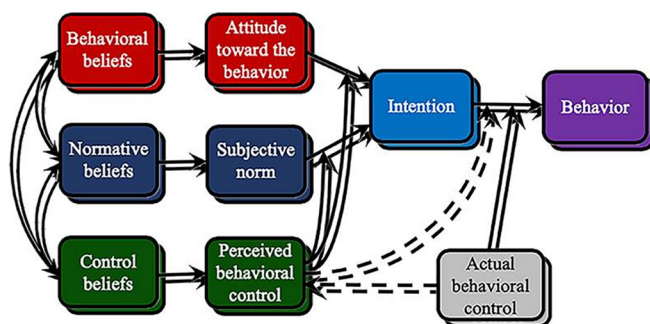 Behavioral
beliefs
Attitude
toward the
behavior
Intention
Behavior
Normative
beliefs
Subjective
norm
Control
beliefs
Perceived
behavioral
control
Actual
behavioral
control